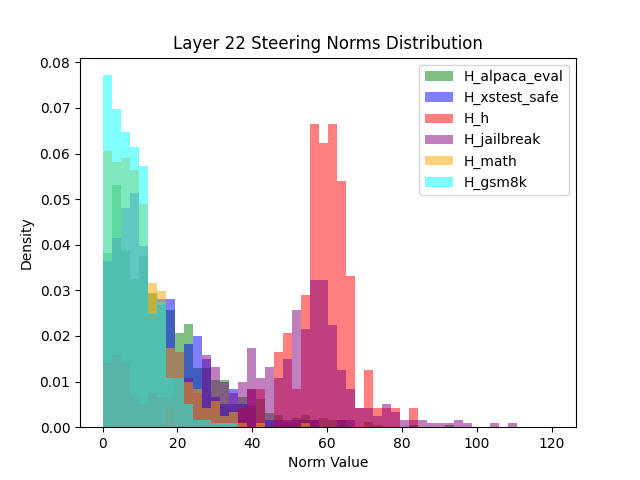 Layer 22 Steering Norms Distribution
H_alpaca_eval
H_xstest_safe
H_h
H_jailbreak
H_math
H_gsm8k
0.08
0.07
0.06
0.05
0.04
0.03
0.02
0.01
0.00
Density
0 20 40 60 80 100 120
Norm Value